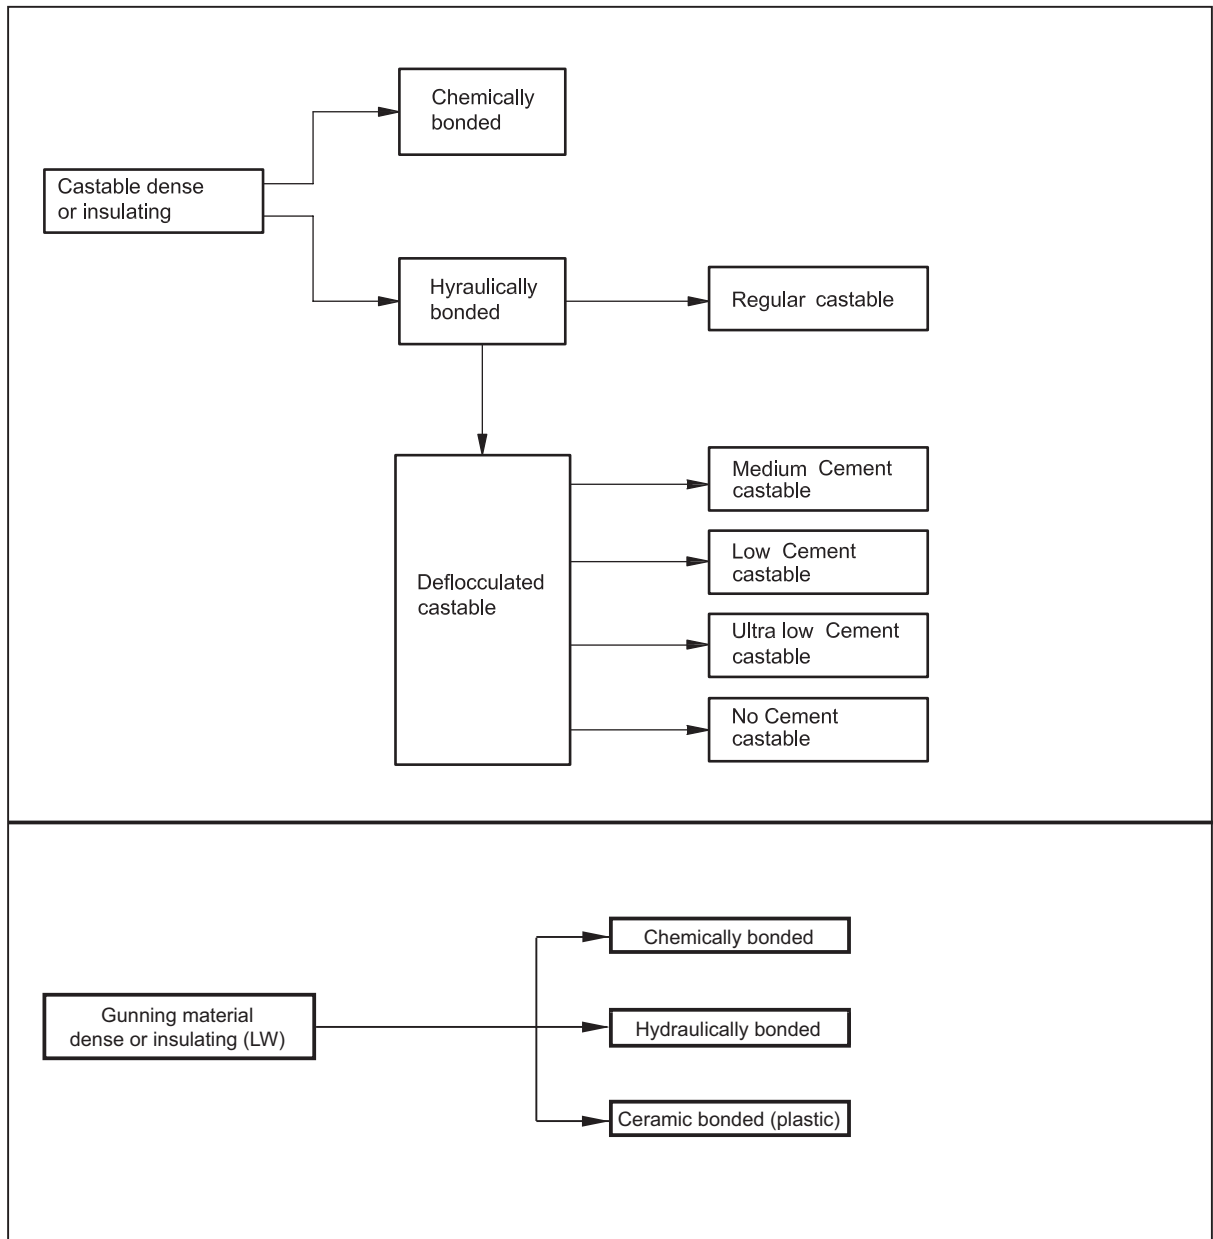 Chemically
bonded
Castable dense
or insulating
Hyraulically
bonded
Regular castable
Medium Cement
castable
Low Cement
castable
Deflocculated
castable
Ultra low Cement
castable
No Cement
castable
Chemically bonded
Gunning material
dense or insulating (LW)
Hydraulically bonded
Ceramic bonded (plastic)